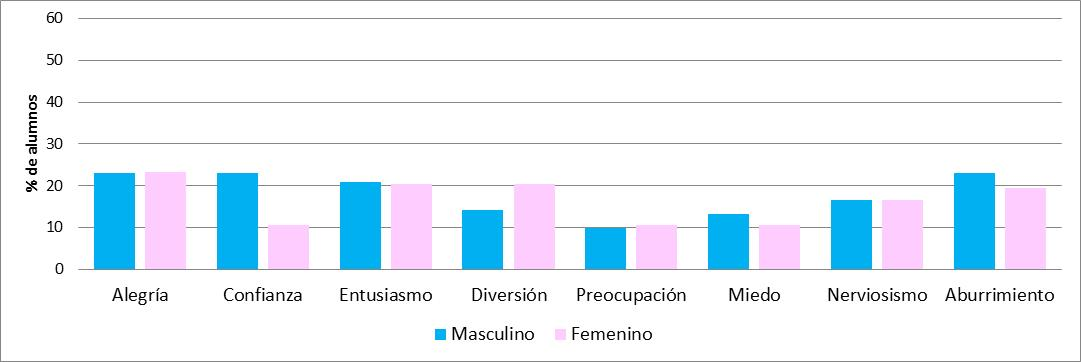 60
50
40
30
20
10
0
% de alumnos
Alegría Confianza Entusiasmo Diversión Preocupación Miedo Nerviosismo Aburrimiento
Masculino Femenino